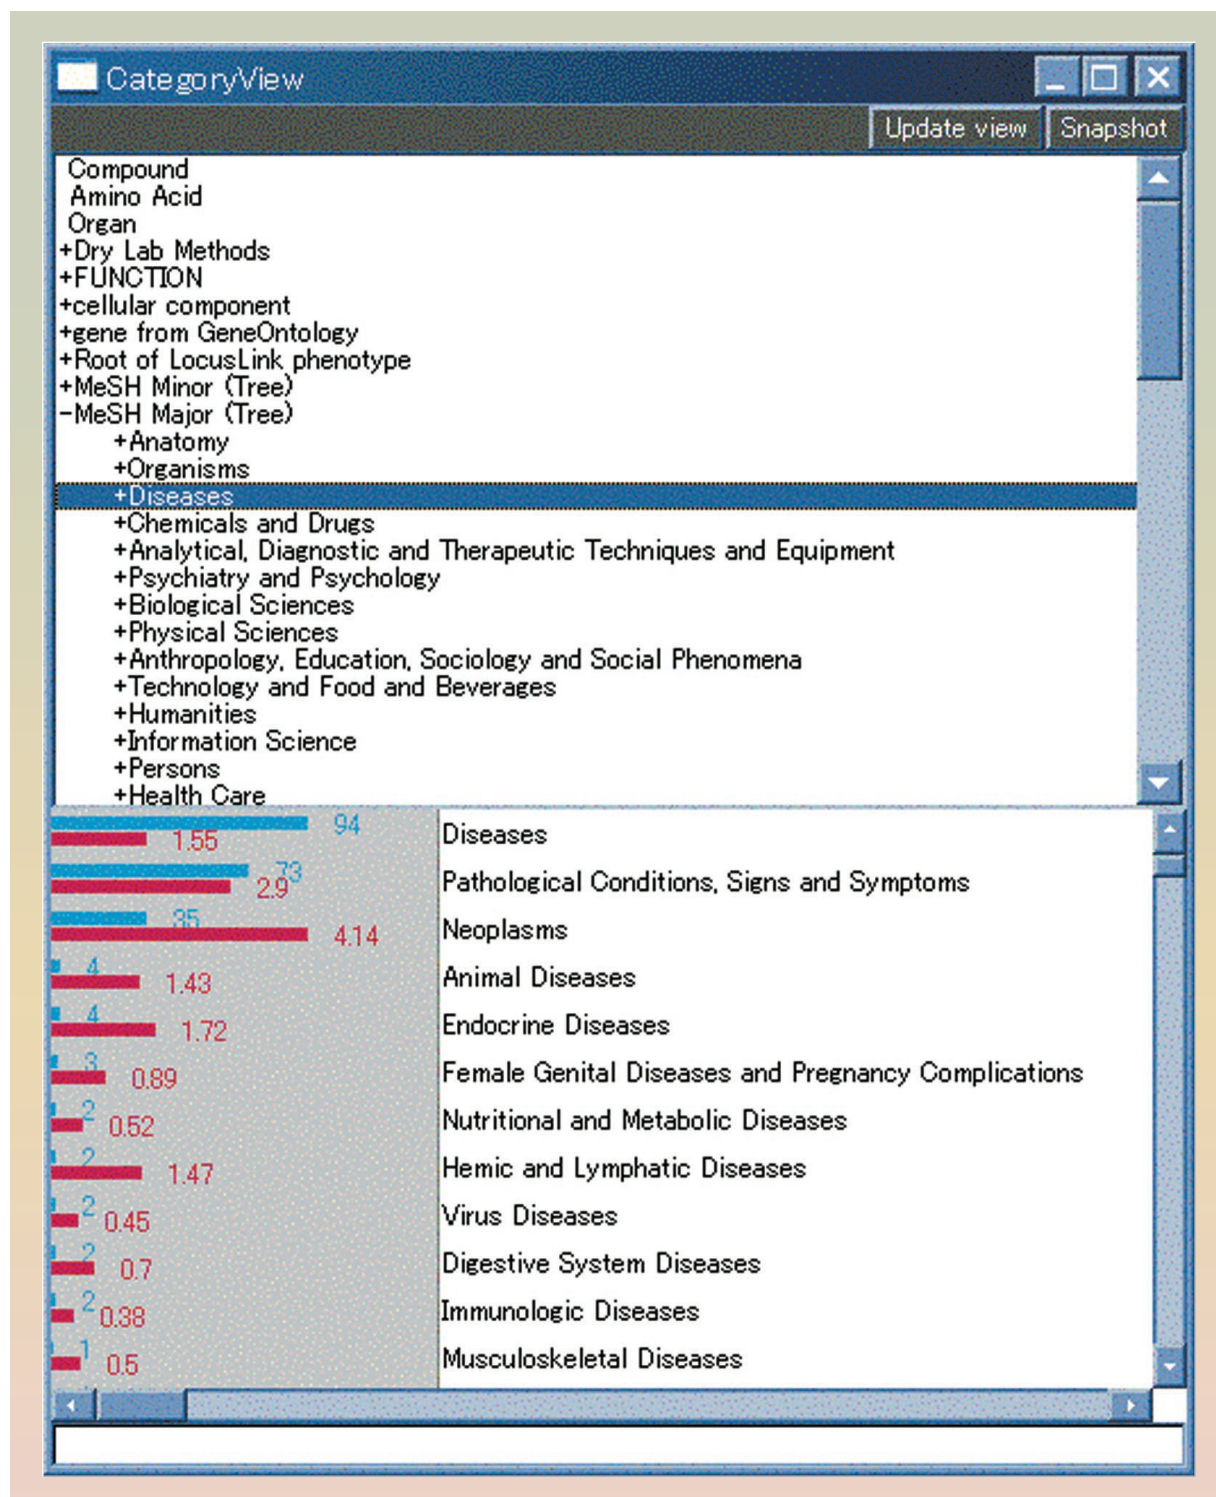 CategoryView
Update view Snapshot
Compound
Amino Acid
Organ
+Dry Lab Methods
+FUNCTION
+cellular component
+gene from GeneOntology
+Root of LocusLink phenotype
+MeSH Minor (Tree)
-MeSH Major (Tree)
+Anatomy
+Organisms
+Diseases
+Chemicals and Drugs
+Analytical, Diagnostic and Therapeutic Techniques and Equipment
+Psychiatry and Psychology
+Biological Sciences
+Physical Sciences
+Anthropology, Education, Sociology and Social Phenomena
+Technology and Food and Beverages
+Humanities
+Information Science
+Persons
+Health Care
94
1.55 Diseases
73
2.9 Pathological Conditions, Signs and Symptoms
35
4.14 Neoplasms
4
1.43 Animal Diseases
4
1.72 Endocrine Diseases
3
0.89 Female Genital Diseases and Pregnancy Complications
2
0.52 Nutritional and Metabolic Diseases
2
1.47 Hemic and Lymphatic Diseases
2
0.45 Virus Diseases
2
0.7 Digestive System Diseases
2
0.38 Immunologic Diseases
1
0.5 Musculoskeletal Diseases